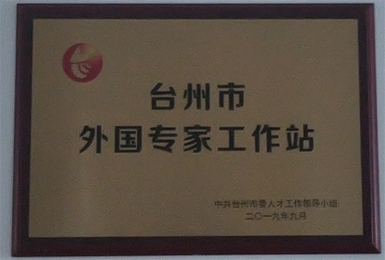 台州市
外国专家工作站
中共台州市委人才工作领导小组
二〇一九年九月